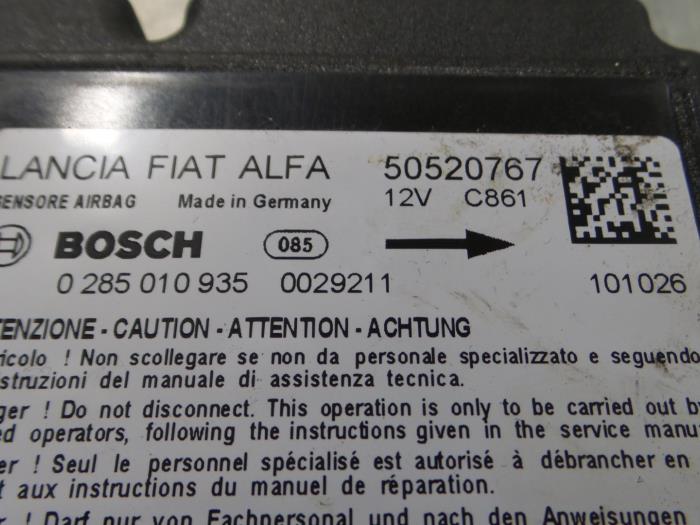 LANCIA FIAT ALFA 50520767
SENSORE AIRBAG Made in Germany 12V C861
BOSCH 085
0 285 010 935 0029211 101026
TENZIONE - CAUTION - ATTENTION - ACHTUNG
ricolo ! Non scollegare se non da personale specializzato e seguendo
struzioni del manuale di assistenza tecnica.
ger ! Do not disconnect. This operation is only to be carried out by
ed operators, following the instructions given in the service manu
er ! Seul le personnel spécialisé est autorisé à débrancher en
t aux instructions du manuel de réparation.
r ! Darf nur von Fachpersonal und nach den Anweisungen